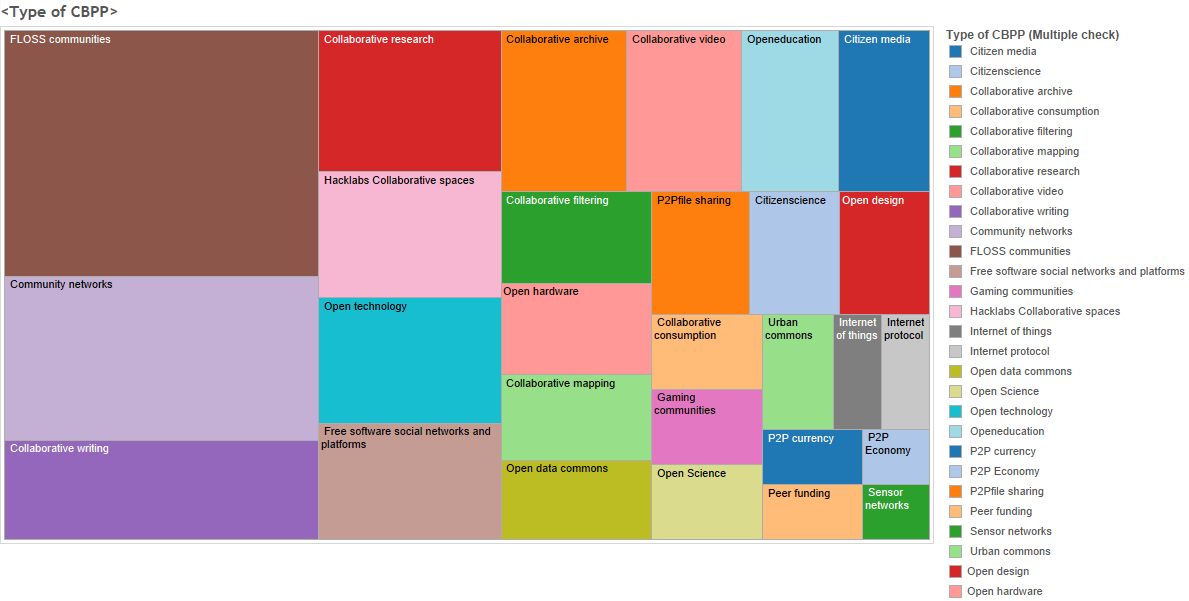 <Type of CBPP>
FLOSS communities
Collaborative research
Collaborative archive
Collaborative video
Openeducation
Citizen media
Hacklabs Collaborative spaces
Collaborative filtering
P2Pfile sharing
Citizenscience
Open design
Community networks
Open hardware
Open technology
Collaborative
consumption
Urban
commons
Internet
of things
Internet
protocol
Collaborative mapping
Gaming
communities
Free software social networks and
platforms
P2P currency
P2P
Economy
Collaborative writing
Open data commons
Open Science
Peer funding
Sensor
networks
Type of CBPP (Multiple check)
Citizen media
Citizenscience
Collaborative archive
Collaborative consumption
Collaborative filtering
Collaborative mapping
Collaborative research
Collaborative video
Collaborative writing
Community networks
FLOSS communities
Free software social networks and platforms
Gaming communities
Hacklabs Collaborative spaces
Internet of things
Internet protocol
Open data commons
Open Science
Open technology
Openeducation
P2P currency
P2P Economy
P2Pfile sharing
Peer funding
Sensor networks
Urban commons
Open design
Open hardware